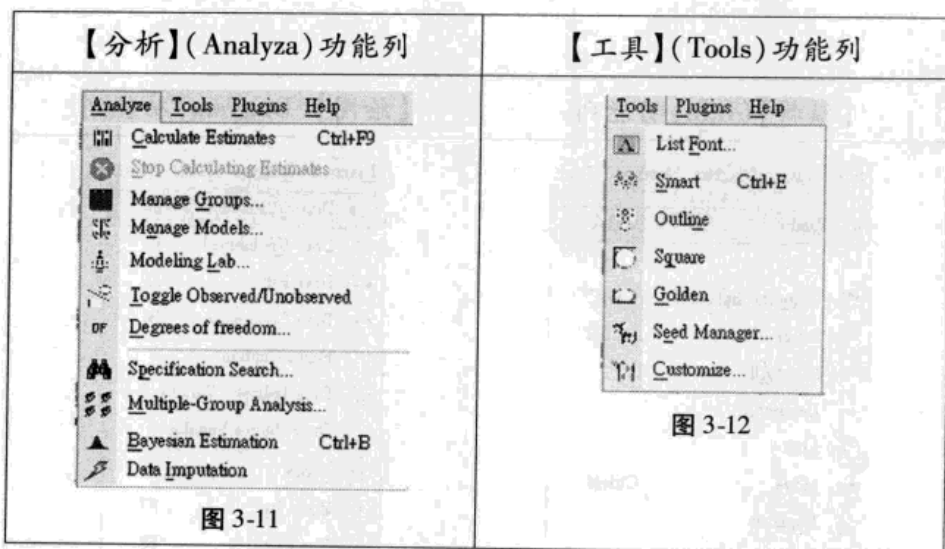 【分析】(Analyza)功能列
Analyze Tools Plugins Help
Calculate Estimates Ctrl+F9
Stop Calculating Estimates
Manage Groups...
Manage Models...
Modeling Lab...
Toggle Observed/Unobserved
DF Degrees of freedom...
Specification Search...
Multiple-Group Analysis...
Bayesian Estimation Ctrl+B
Data Imputation
图 3-11
【工具】(Tools)功能列
Tools Plugins Help
List Font...
Smart Ctrl+E
Outline
Square
Golden
Seed Manager...
Customize...
图 3-12